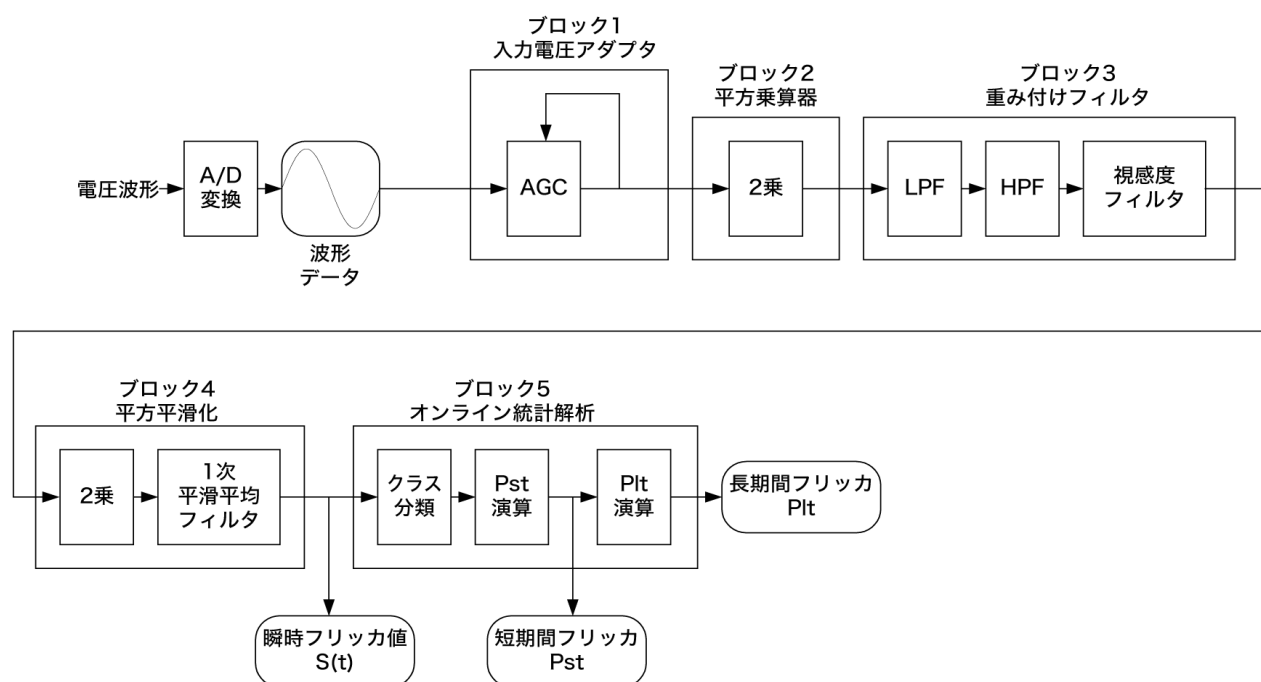 ブロック1
入力電圧アダプタ
ブロック2
平方乗算器
ブロック3
重み付けフィルタ
電圧波形
A/D
変換
波形
データ
AGC
2乗
LPF
HPF
視感度
フィルタ
ブロック4
平方平滑化
ブロック5
オンライン統計解析
2乗
1次
平滑平均
フィルタ
クラス
分類
Pst
演算
Plt
演算
長期間フリッカ
Plt
瞬時フリッカ値
S(t)
短期間フリッカ
Pst